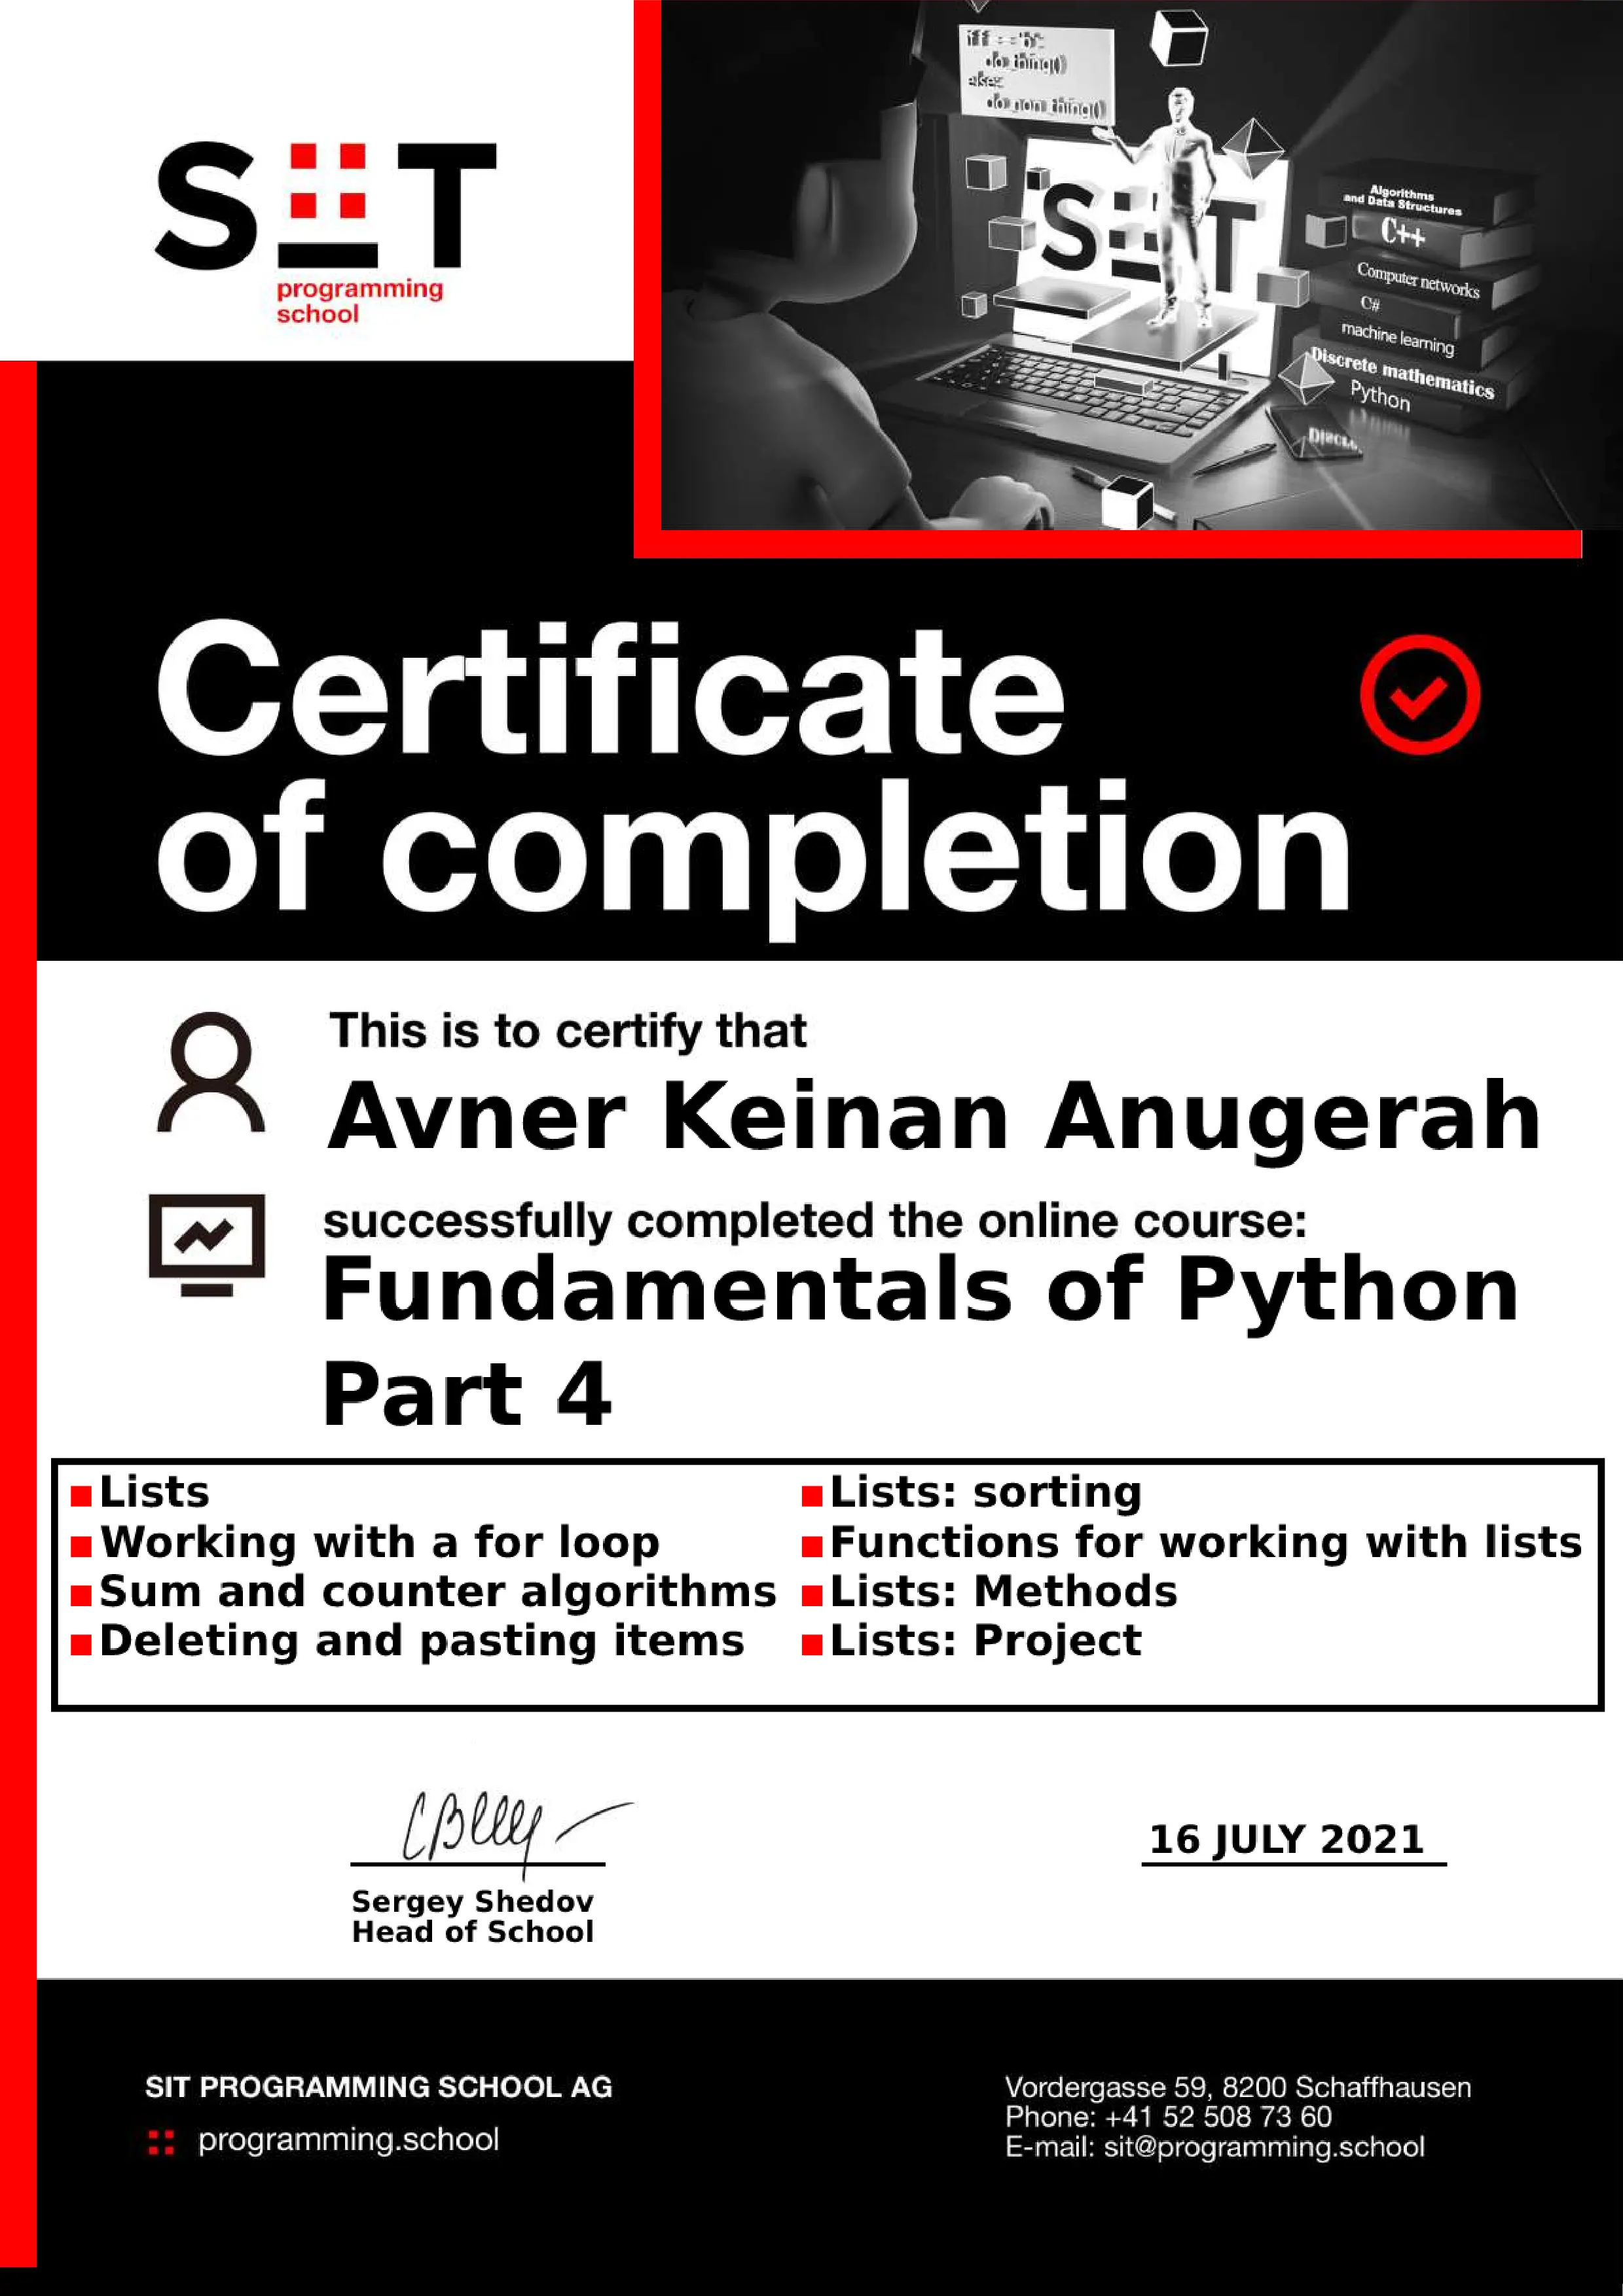 S T
programming
school
do_thing()
else:
do_non_thing()
S T
Algorithms
and Data Structures
C++
Computer networks
C#
machine learning
Discrete mathematics
Python
Certificate
of completion
This is to certify that
Avner Keinan Anugerah
successfully completed the online course:
Fundamentals of Python
Part 4
Lists
Working with a for loop
Sum and counter algorithms
Deleting and pasting items
Lists: sorting
Functions for working with lists
Lists: Methods
Lists: Project
16 JULY 2021
Sergey Shedov
Head of School
SIT PROGRAMMING SCHOOL AG
programming.school
Vordergasse 59, 8200 Schaffhausen
Phone: +41 52 508 73 60
E-mail: sit@programming.school